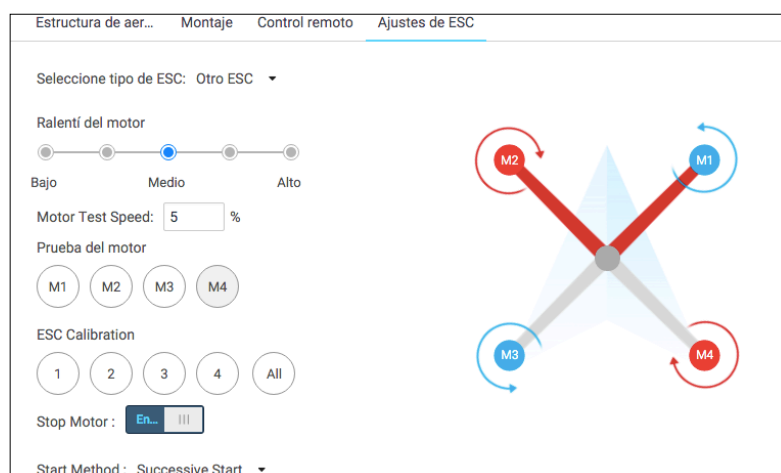 Estructura de aer... Montaje Control remoto Ajustes de ESC
Seleccione tipo de ESC: Otro ESC
Ralentí del motor
Bajo Medio Alto
Motor Test Speed: 5 %
Prueba del motor
M1 M2 M3 M4
ESC Calibration
1 2 3 4 All
Stop Motor : En...
Start Method : Successive Start
M2 M1
M3 M4